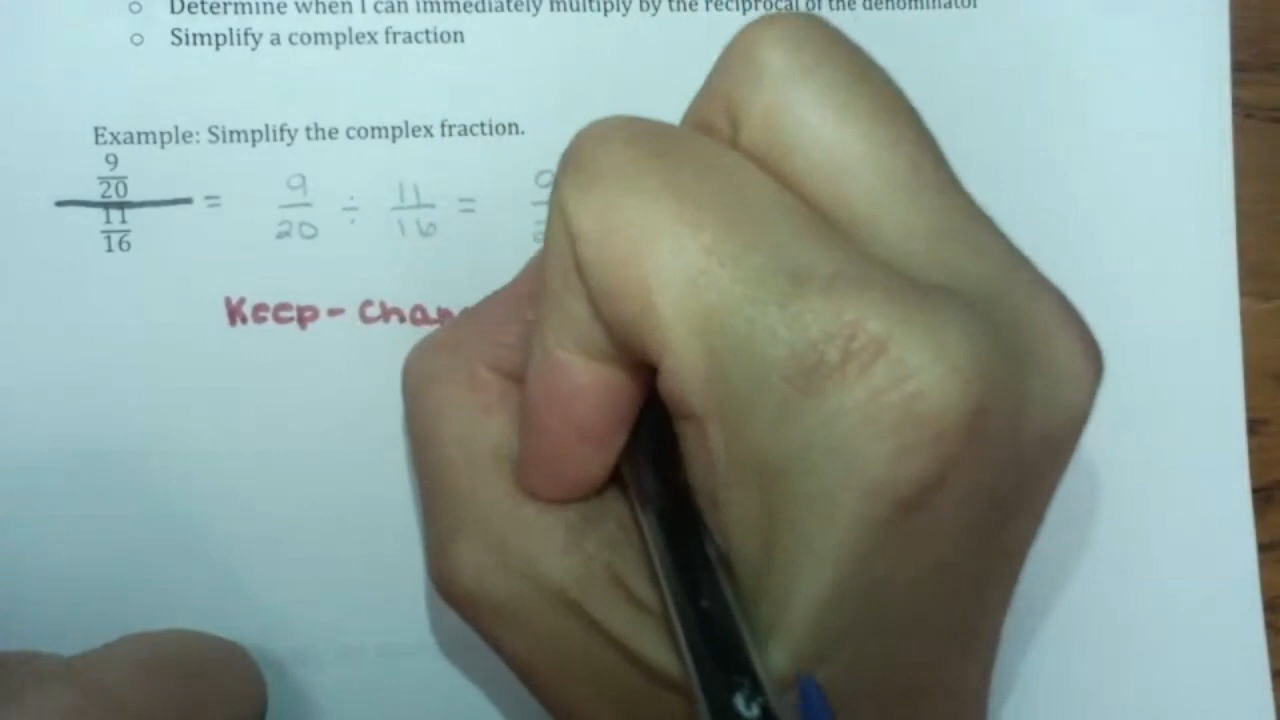 ○ Determine when I can immediately multiply by the reciprocal of the denominator
○ Simplify a complex fraction
Example: Simplify the complex fraction.
9/20 / 11/16 = 9/20 ÷ 11/16 =
Keep - Chan